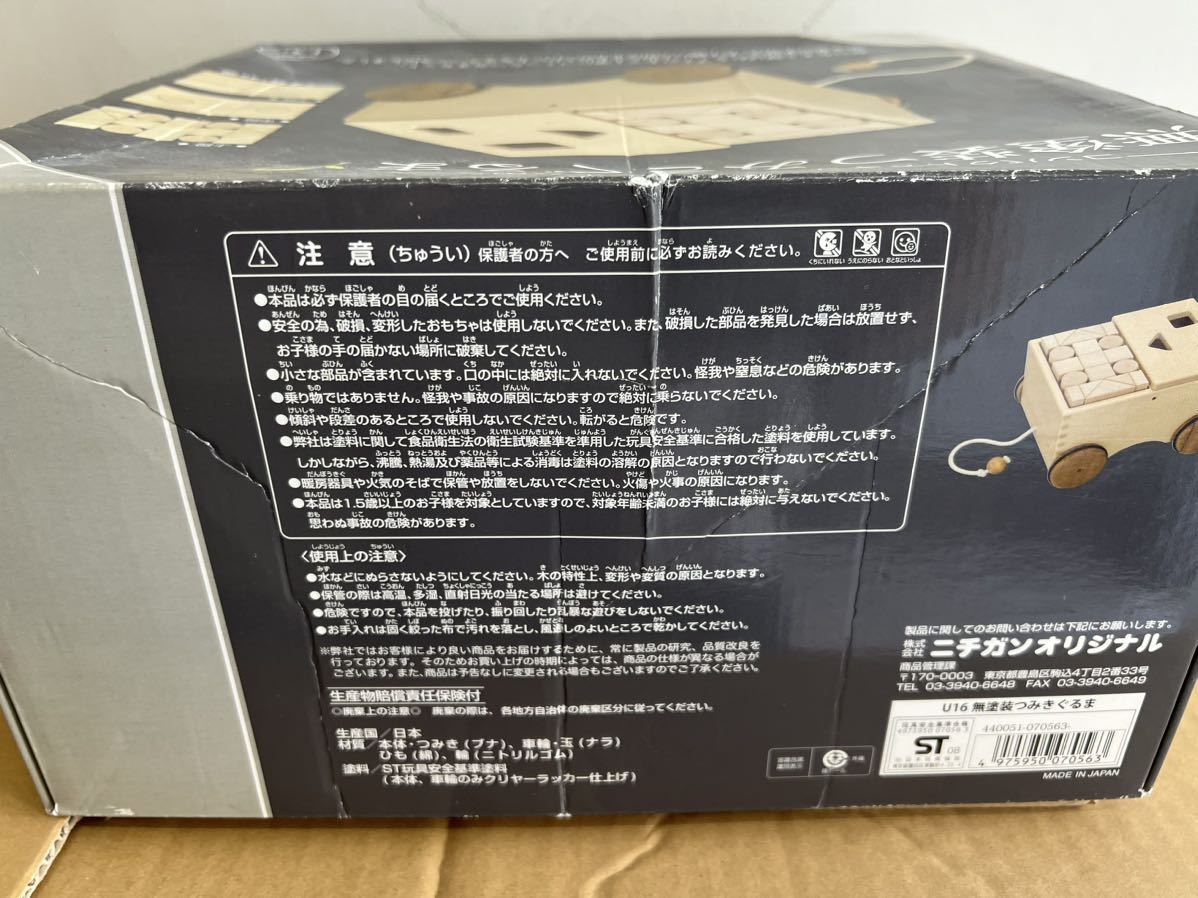 無塗装つみきぐるま
⚠ 注意（ちゅうい）保護者の方へ ご使用前に必ずお読みください。
くちにいれない うえにのらない おとなといっしょ
●本品は必ず保護者の目の届くところでご使用ください。
●安全の為、破損、変形したおもちゃは使用しないでください。また、破損した部品を発見した場合は放置せず、
お子様の手の届かない場所に破棄してください。
●小さな部品が含まれています。口の中には絶対に入れないでください。怪我や窒息などの危険があります。
●乗り物ではありません。怪我や事故の原因になりますので絶対に乗らないでください。
●傾斜や段差のあるところで使用しないでください。転がると危険です。
●弊社は塗料に関して食品衛生法の衛生試験基準を準用した玩具安全基準に合格した塗料を使用しています。
しかしながら、沸騰、熱湯及び薬品等による消毒は塗料の溶解の原因となりますので行わないでください。
●暖房器具や火気のそばで保管や放置をしないでください。火傷や火事の原因になります。
●本品は1.5歳以上のお子様を対象としていますので、対象年齢未満のお子様には絶対に与えないでください。
思わぬ事故の危険があります。
〈使用上の注意〉
●水などにぬらさないようにしてください。木の特性上、変形や変質の原因となります。
●保管の際は高温、多湿、直射日光の当たる場所は避けてください。
●危険ですので、本品を投げたり、振り回したり乱暴な遊びをしないでください。
●お手入れは固く絞った布で汚れを落とし、風通しのよいところで乾かしてください。
※弊社ではお客様により良い商品をお届けするために、常に製品の研究、品質改良を
行っております。そのためお買い上げの時期によっては、商品の仕様が異なる場合が
ございます。また、商品は予告なしに変更される場合がありますのでご了承ください。
生産物賠償責任保険付
◎廃棄上の注意◎ 廃棄の際は、各地方自治体の廃棄区分に従ってください。
生産国／日本
材質／本体・つみき（ブナ）、車輪・玉（ナラ）
ひも（綿）、輪（ニトリルゴム）
塗料／ST玩具安全基準塗料
（本体、車輪のみクリヤーラッカー仕上げ）
製品に関してのお問い合わせは下記にお願いします。
株式会社 ニチガンオリジナル
商品管理課
〒170-0003 東京都豊島区駒込4丁目2番33号
TEL 03-3940-6648 FAX 03-3940-6649
U16 無塗装つみきぐるま
440051-070563-
ST 08
4 975950 070563
MADE IN JAPAN